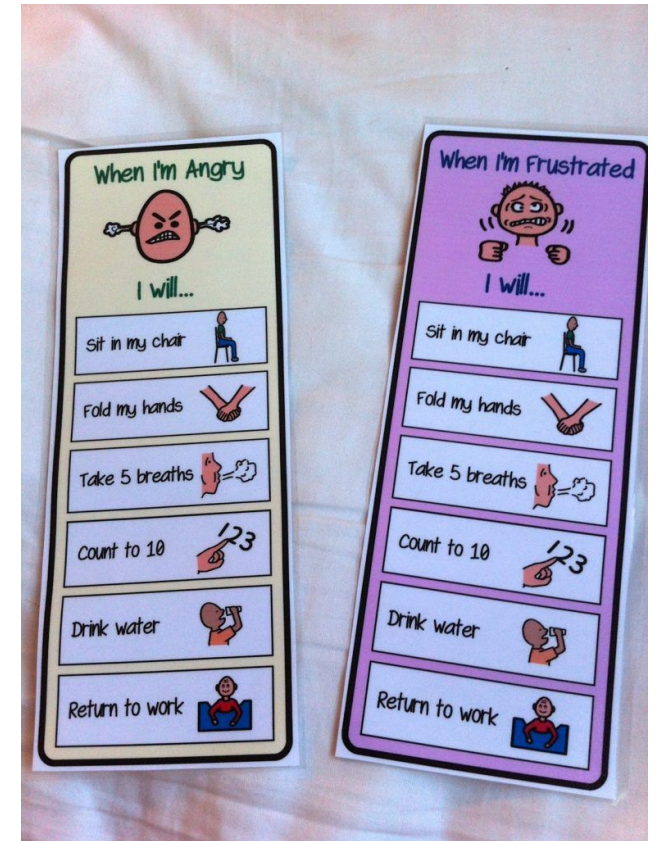 When I'm Angry
I will...
Sit in my chair
Fold my hands
Take 5 breaths
Count to 10
123
Drink water
Return to work
When I'm Frustrated
I will...
Sit in my chair
Fold my hands
Take 5 breaths
Count to 10
123
Drink water
Return to work